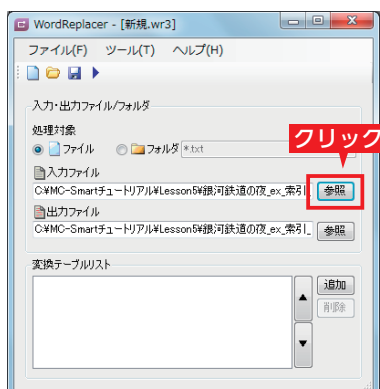 WordReplacer - [新規.wr3]
ファイル(F) ツール(T) ヘルプ(H)
入力・出力ファイル/フォルダ
処理対象
ファイル フォルダ *.txt
クリック
入力ファイル
C:¥MC-Smartチュートリアル¥Lesson5¥銀河鉄道の夜_ex_索引_ 参照
出力ファイル
C:¥MC-Smartチュートリアル¥Lesson5¥銀河鉄道の夜_ex_索引_ 参照
変換テーブルリスト
追加
削除